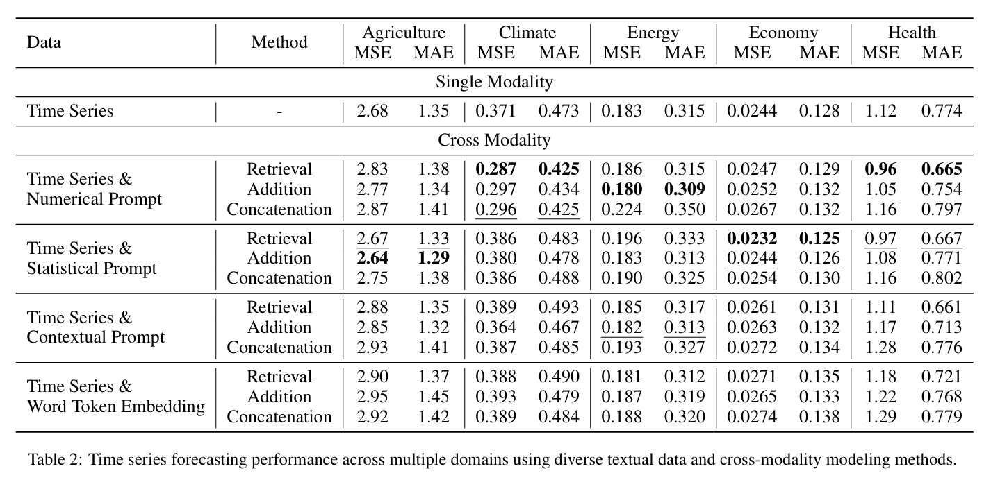 Data Method Agriculture Climate Energy Economy Health
MSE MAE MSE MAE MSE MAE MSE MAE MSE MAE
Single Modality
Time Series - 2.68 1.35 0.371 0.473 0.183 0.315 0.0244 0.128 1.12 0.774
Cross Modality
Time Series &
Numerical Prompt
Retrieval 2.83 1.38 0.287 0.425 0.186 0.315 0.0247 0.129 0.96 0.665
Addition 2.77 1.34 0.297 0.434 0.180 0.309 0.0252 0.132 1.05 0.754
Concatenation 2.87 1.41 0.296 0.425 0.224 0.350 0.0267 0.132 1.16 0.797
Time Series &
Statistical Prompt
Retrieval 2.67 1.33 0.386 0.483 0.196 0.333 0.0232 0.125 0.97 0.667
Addition 2.64 1.29 0.380 0.478 0.183 0.313 0.0244 0.126 1.08 0.771
Concatenation 2.75 1.38 0.386 0.488 0.190 0.325 0.0254 0.130 1.16 0.802
Time Series &
Contextual Prompt
Retrieval 2.88 1.35 0.389 0.493 0.185 0.317 0.0261 0.131 1.11 0.661
Addition 2.85 1.32 0.364 0.467 0.182 0.313 0.0263 0.132 1.17 0.713
Concatenation 2.93 1.41 0.387 0.485 0.193 0.327 0.0272 0.134 1.28 0.776
Time Series &
Word Token Embedding
Retrieval 2.90 1.37 0.388 0.490 0.181 0.312 0.0271 0.135 1.18 0.721
Addition 2.95 1.45 0.393 0.479 0.187 0.319 0.0265 0.133 1.22 0.768
Concatenation 2.92 1.42 0.389 0.484 0.188 0.320 0.0274 0.138 1.29 0.779
Table 2: Time series forecasting performance across multiple domains using diverse textual data and cross-modality modeling methods.